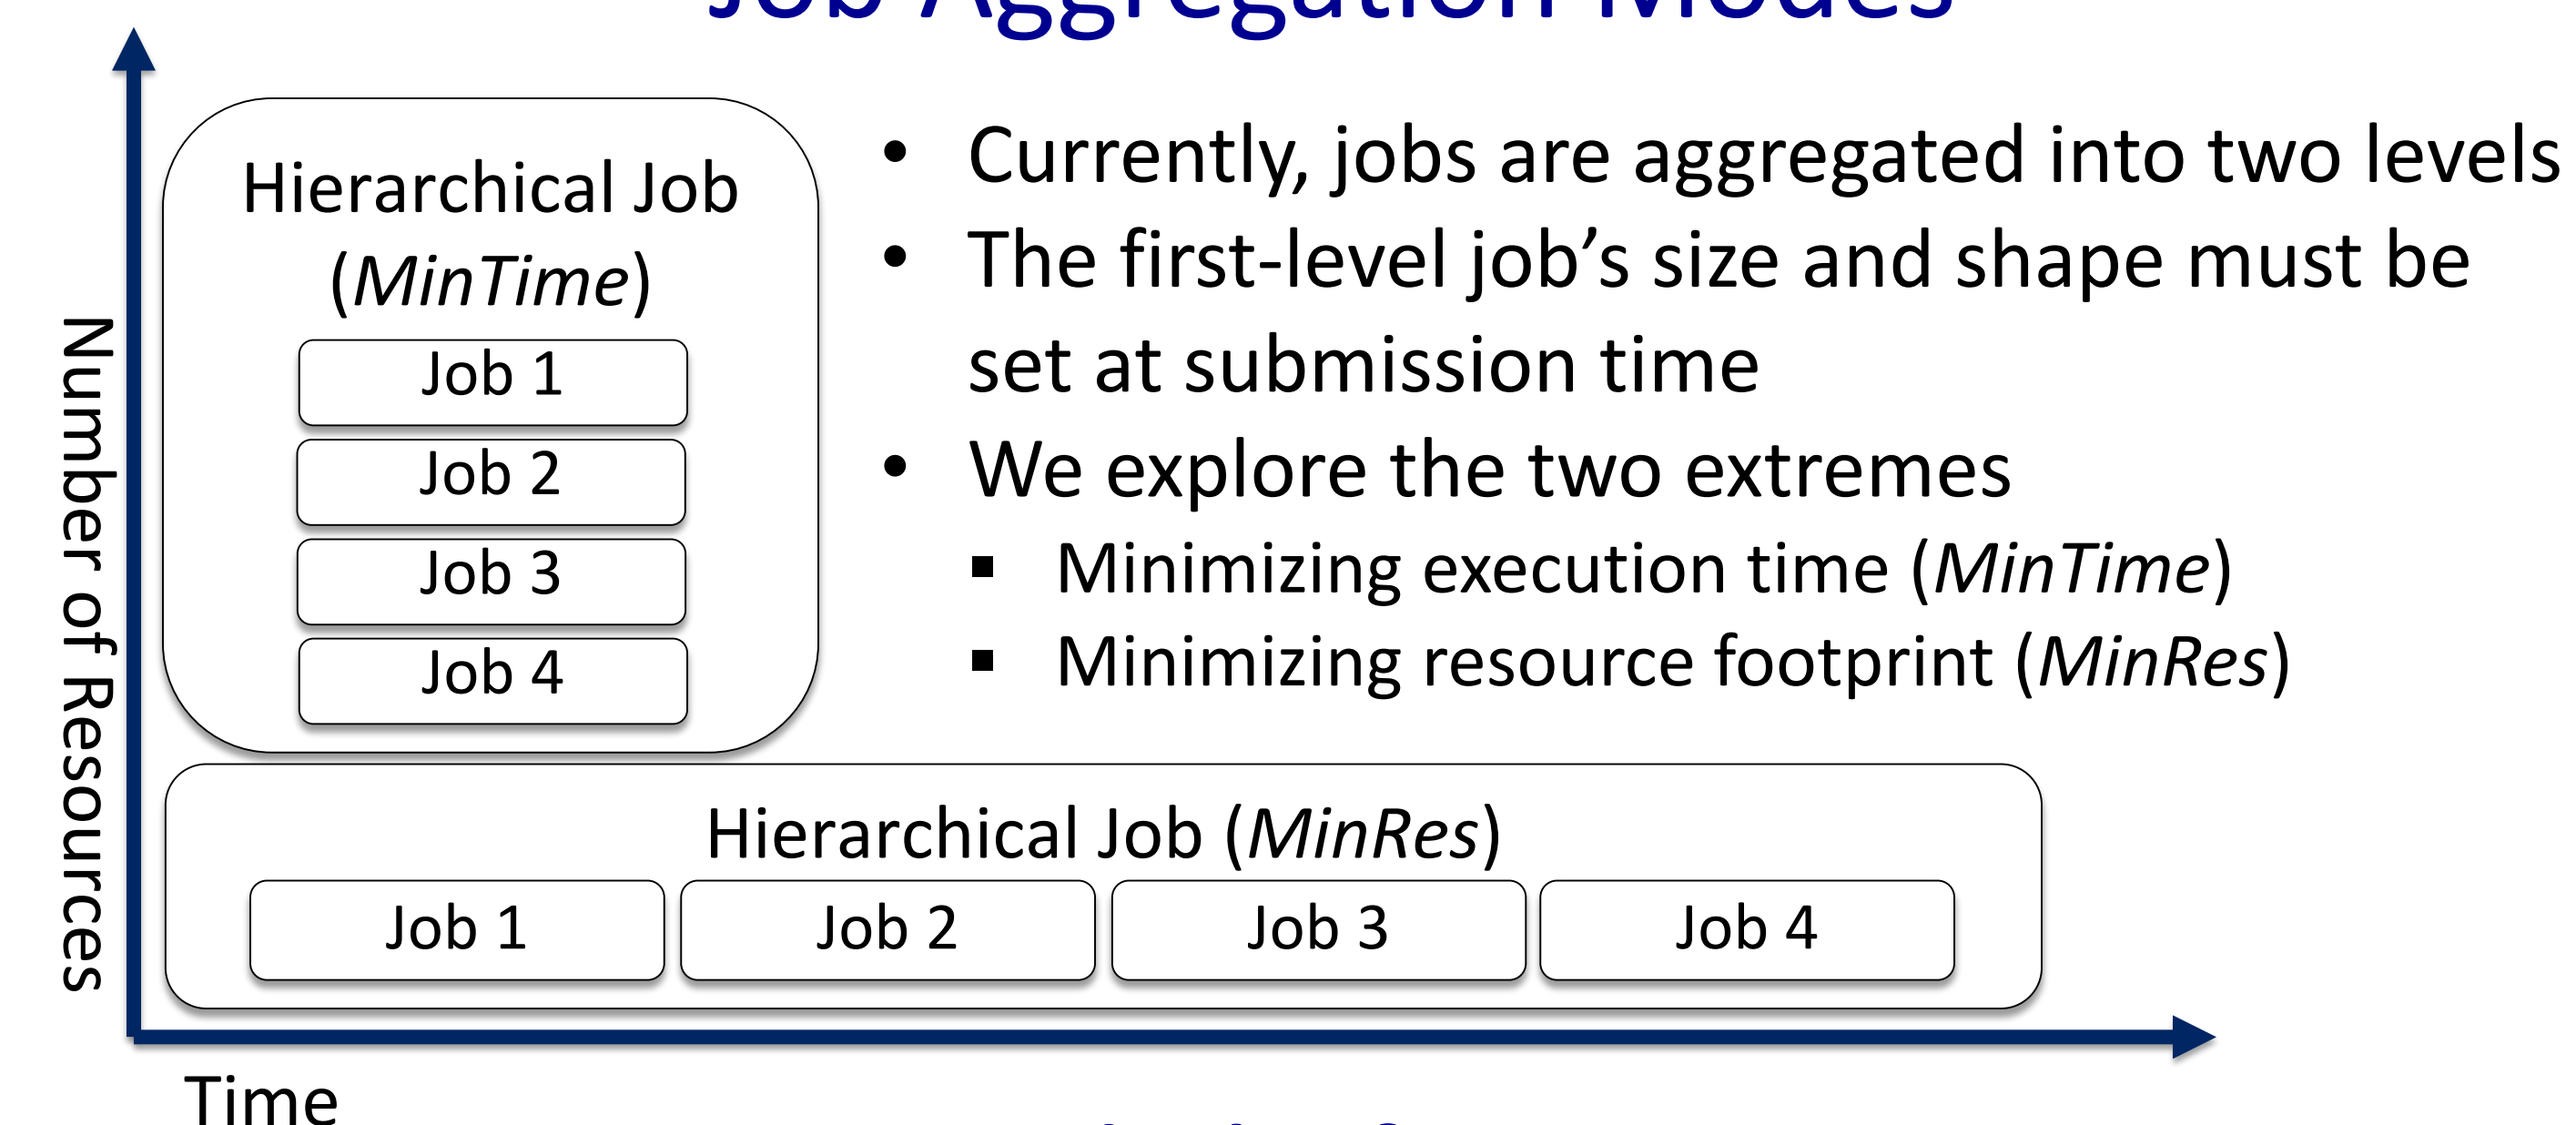 Job Aggregation Modes
Number of Resources
Hierarchical Job
(MinTime)
Job 1
Job 2
Job 3
Job 4
• Currently, jobs are aggregated into two levels
• The first-level job’s size and shape must be
set at submission time
• We explore the two extremes
▪ Minimizing execution time (MinTime)
▪ Minimizing resource footprint (MinRes)
Hierarchical Job (MinRes)
Job 1
Job 2
Job 3
Job 4
Time